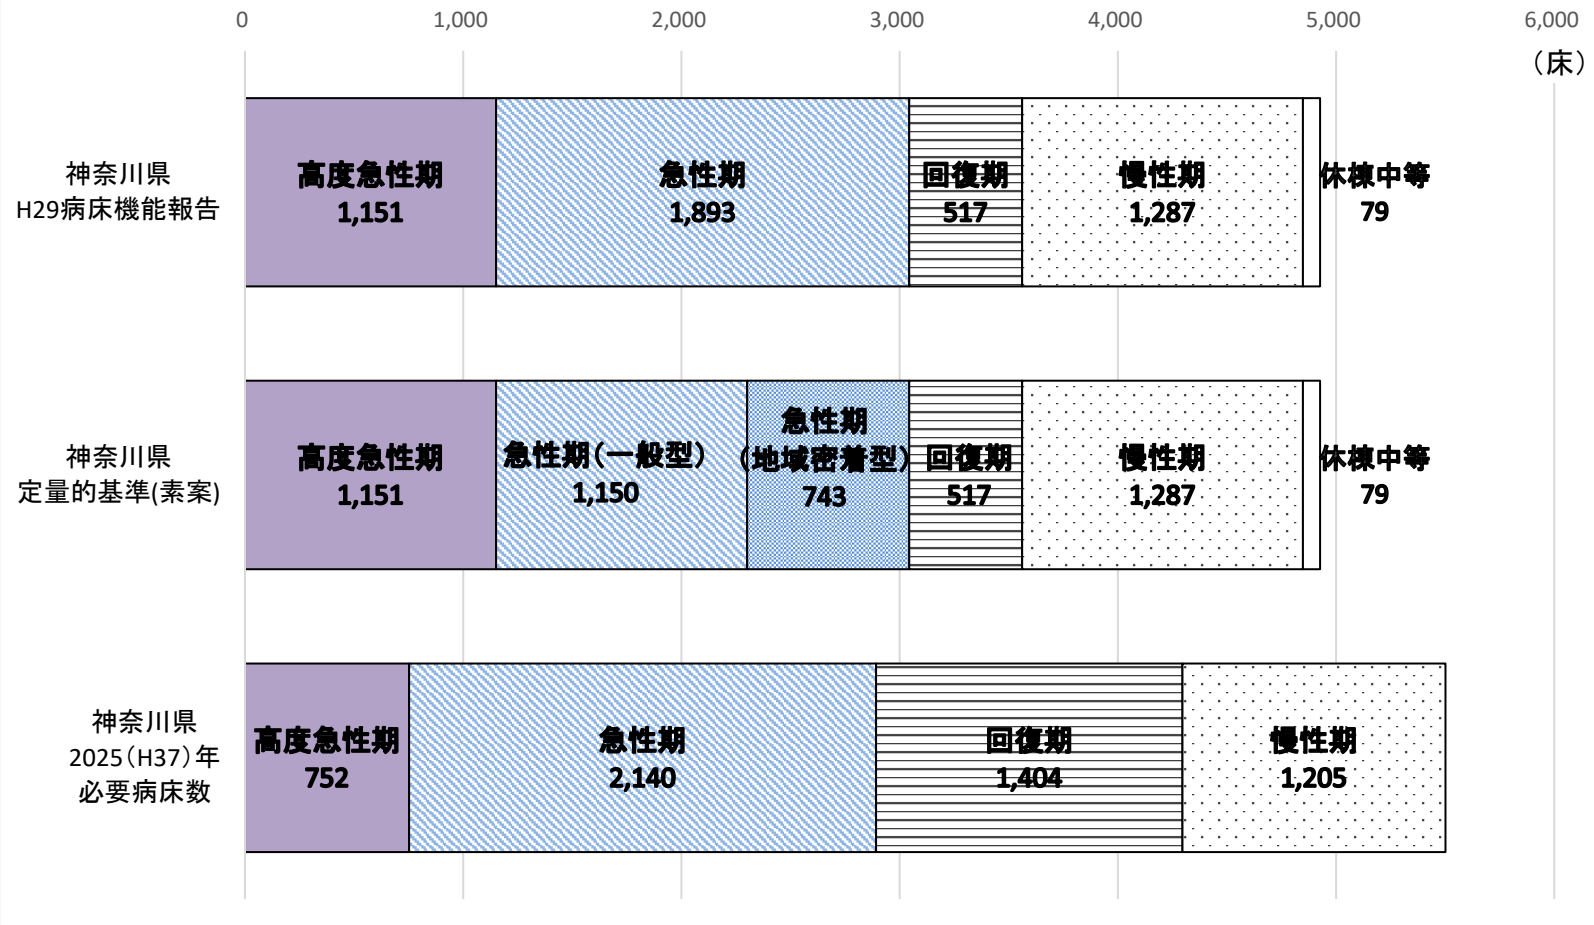 0 1,000 2,000 3,000 4,000 5,000 6,000
（床）
神奈川県
H29病床機能報告
高度急性期
1,151
急性期
1,893
回復期
517
慢性期
1,287
休棟中等
79
神奈川県
定量的基準(素案)
高度急性期
1,151
急性期（一般型）
1,150
急性期
（地域密着型）
743
回復期
517
慢性期
1,287
休棟中等
79
神奈川県
2025（H37）年
必要病床数
高度急性期
752
急性期
2,140
回復期
1,404
慢性期
1,205